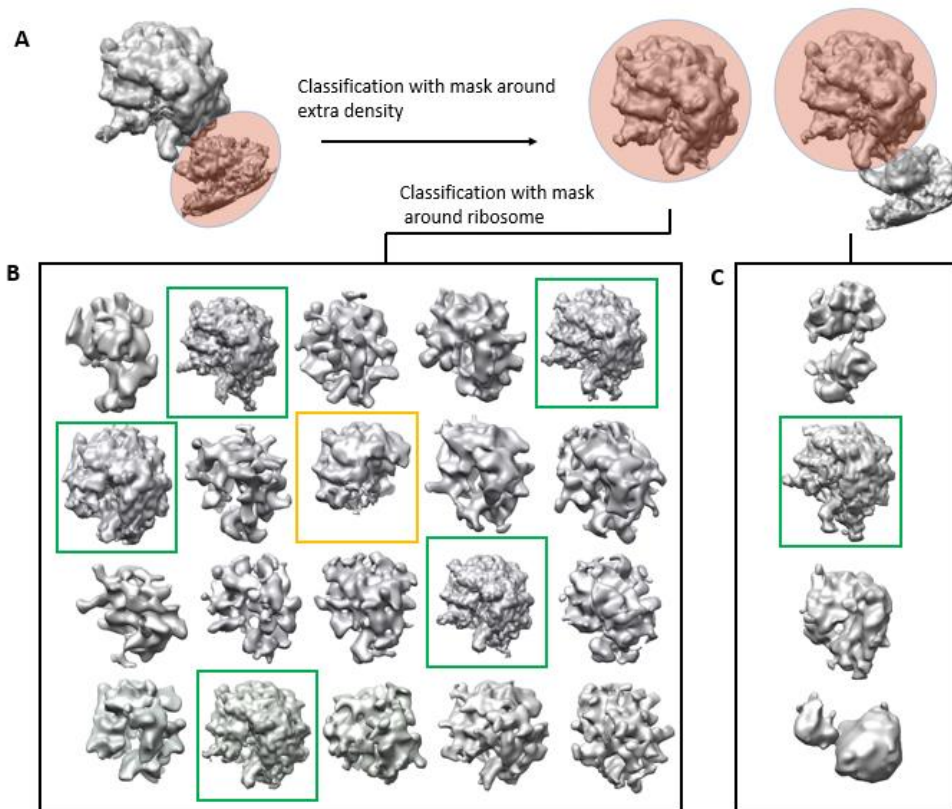 A
Classification with mask around
extra density
Classification with mask
around ribosome
B
C